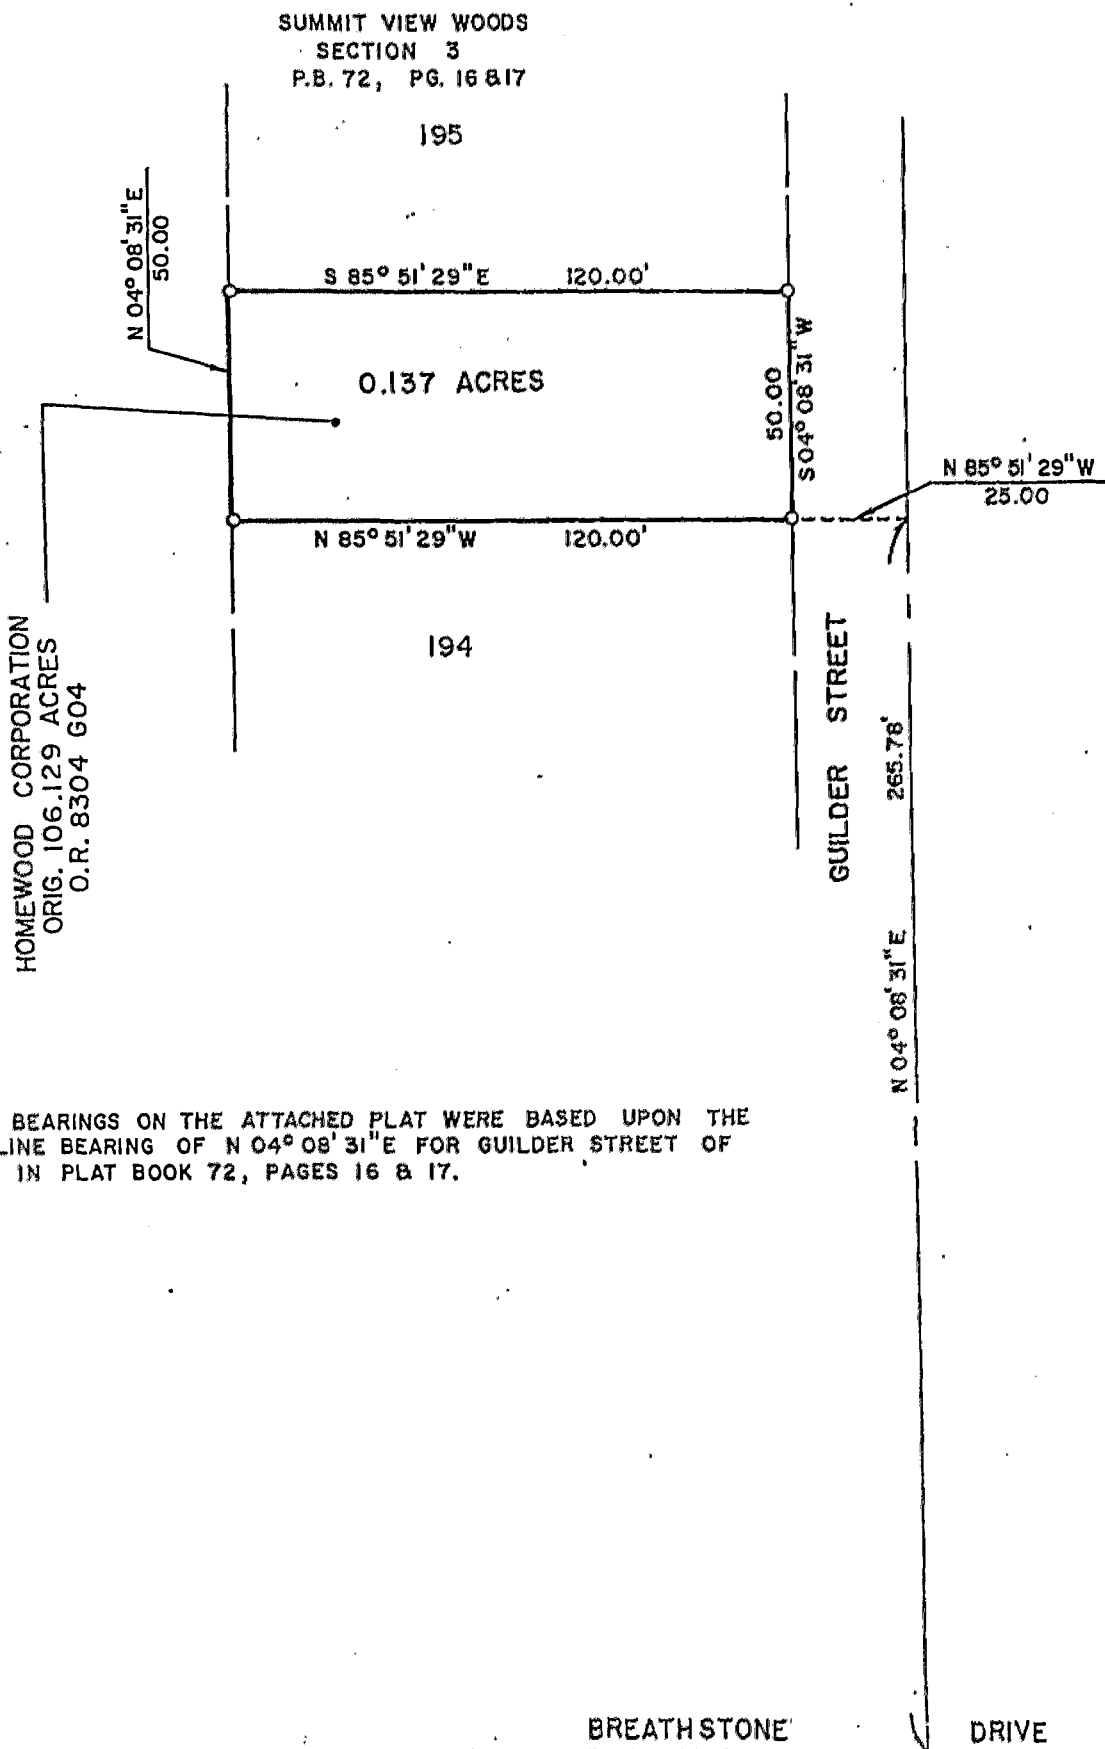 SUMMIT VIEW WOODS
SECTION 3
P.B. 72, PG. 16 & 17
195
N 04° 08' 31" E
50.00
S 85° 51' 29" E 120.00'
0.137 ACRES
50.00
S 04° 08' 31" W
N 85° 51' 29" W
25.00
N 85° 51' 29" W 120.00'
194
HOMEWOOD CORPORATION
ORIG. 106.129 ACRES
O.R. 8304 G04
GUILDER STREET
N 04° 08' 31" E 265.78'
BEARINGS ON THE ATTACHED PLAT WERE BASED UPON THE
LINE BEARING OF N 04° 08' 31" E FOR GUILDER STREET OF
IN PLAT BOOK 72, PAGES 16 & 17.
BREATHSTONE DRIVE